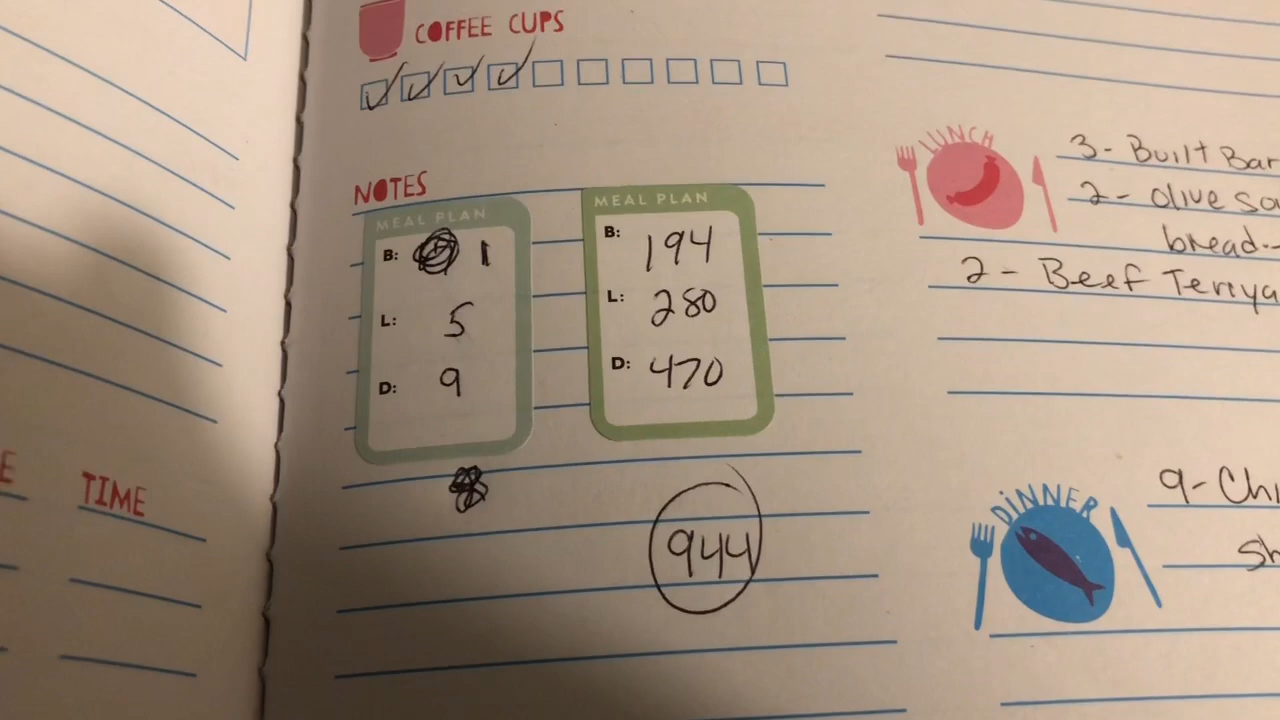 COFFEE CUPS
NOTES
MEAL PLAN
B: 1
L: 5
D: 9
MEAL PLAN
B: 194
L: 280
D: 470
944
TIME
LUNCH
3- Built Bar
2- olive
bread-
2- Beef Teriya
DINNER
9- Chi